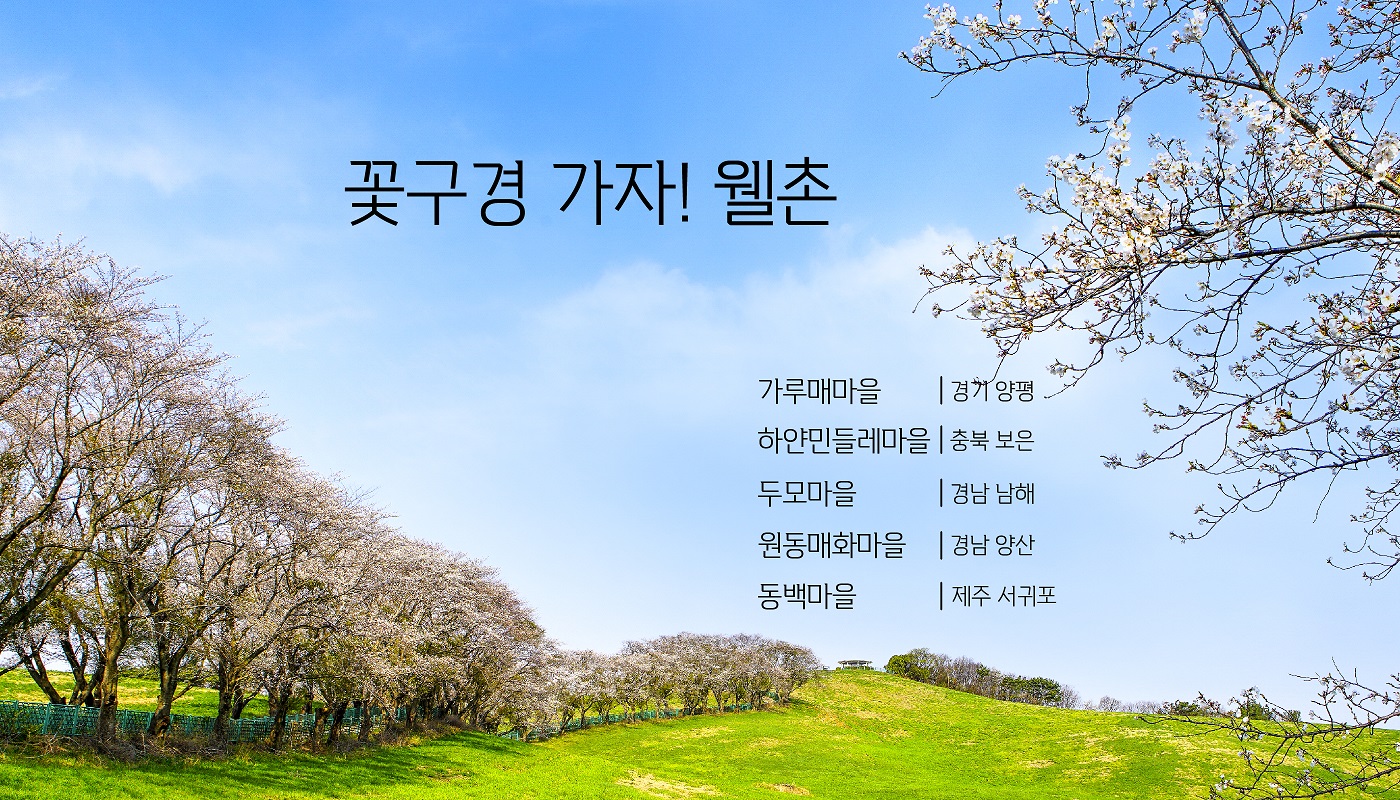 꽃구경 가자! 웰촌
가루매마을 | 경기 양평
하얀민들레마을 | 충북 보은
두모마을 | 경남 남해
원동매화마을 | 경남 양산
동백마을 | 제주 서귀포